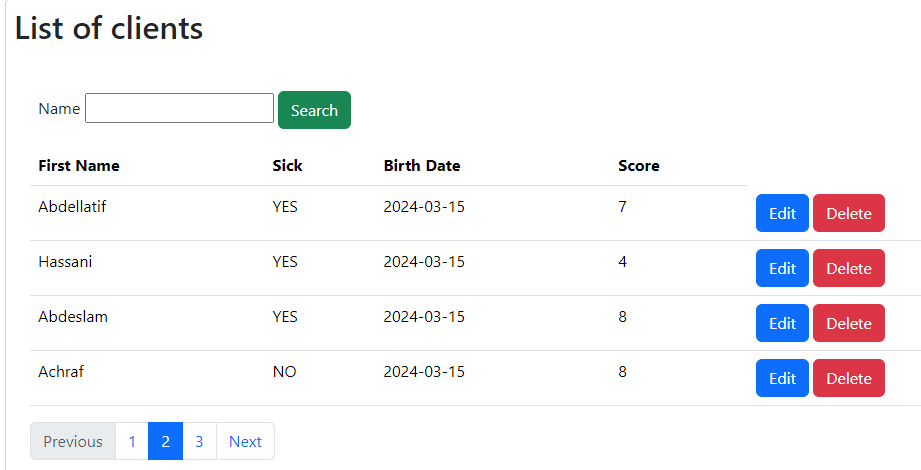 List of clients
Name Search
First Name Sick Birth Date Score
Abdellatif YES 2024-03-15 7 Edit Delete
Hassani YES 2024-03-15 4 Edit Delete
Abdeslam YES 2024-03-15 8 Edit Delete
Achraf NO 2024-03-15 8 Edit Delete
Previous 1 2 3 Next